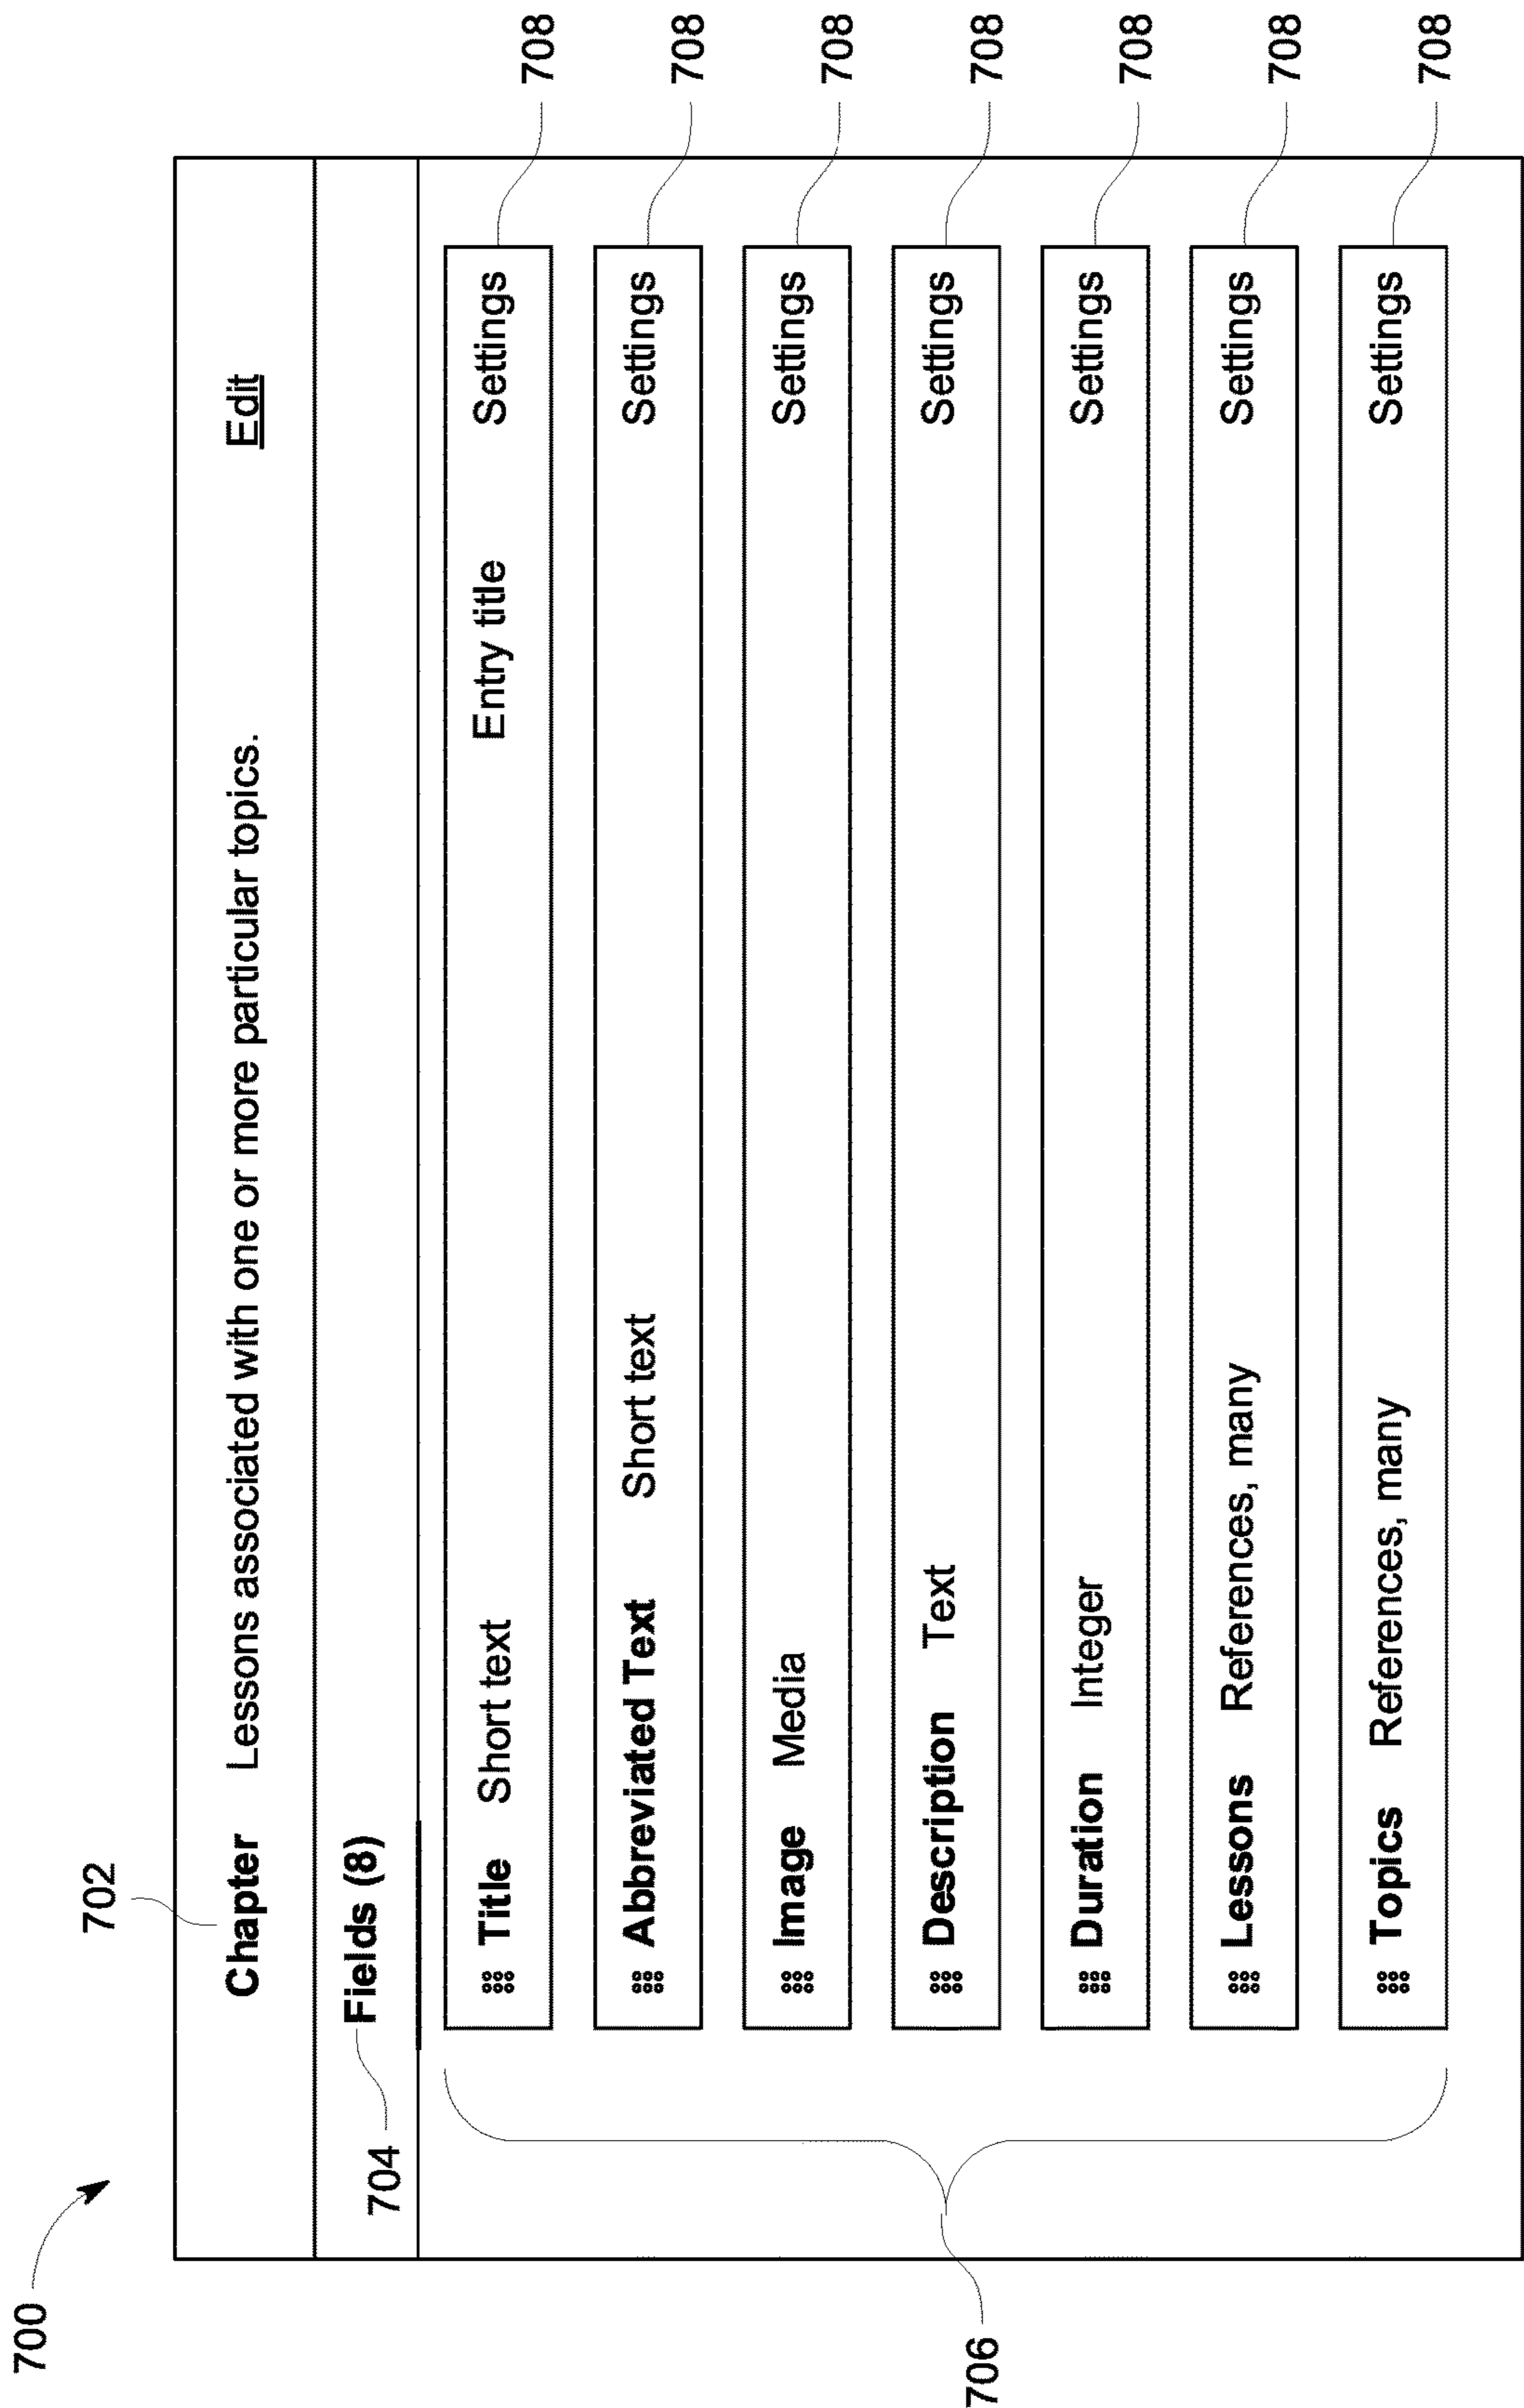 700
702
Chapter Lessons associated with one or more particular topics. Edit
704
Fields (8)
Title Short text Entry title Settings 708
Abbreviated Text Short text Settings 708
Image Media Settings 708
706
Description Text Settings 708
Duration Integer Settings 708
Lessons References, many Settings 708
Topics References, many Settings 708